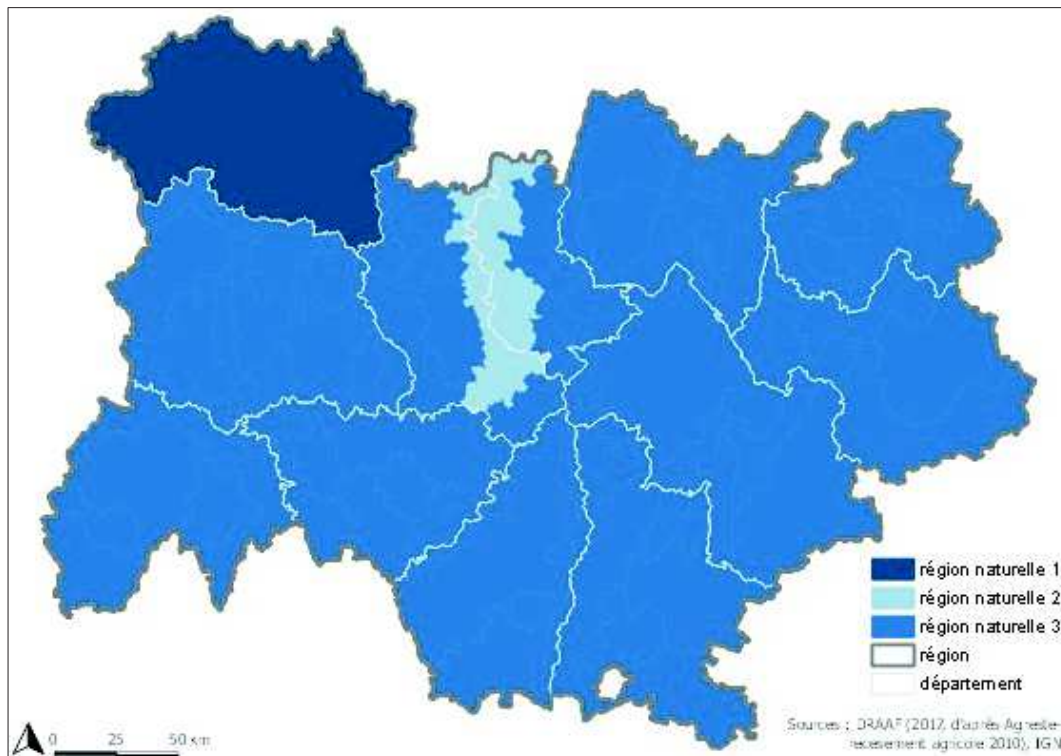 région naturelle 1
région naturelle 2
région naturelle 3
région
département
0 25 50 km
Sources : DRAAF (2017, d'après Agreste-
recensement agricole 2010), IGN